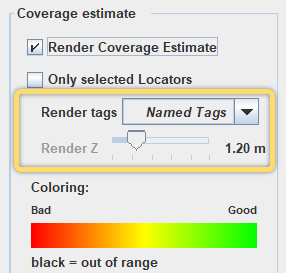 Coverage estimate
Render Coverage Estimate
Only selected Locators
Render tags Named Tags
Render Z 1.20 m
Coloring:
Bad Good
black = out of range